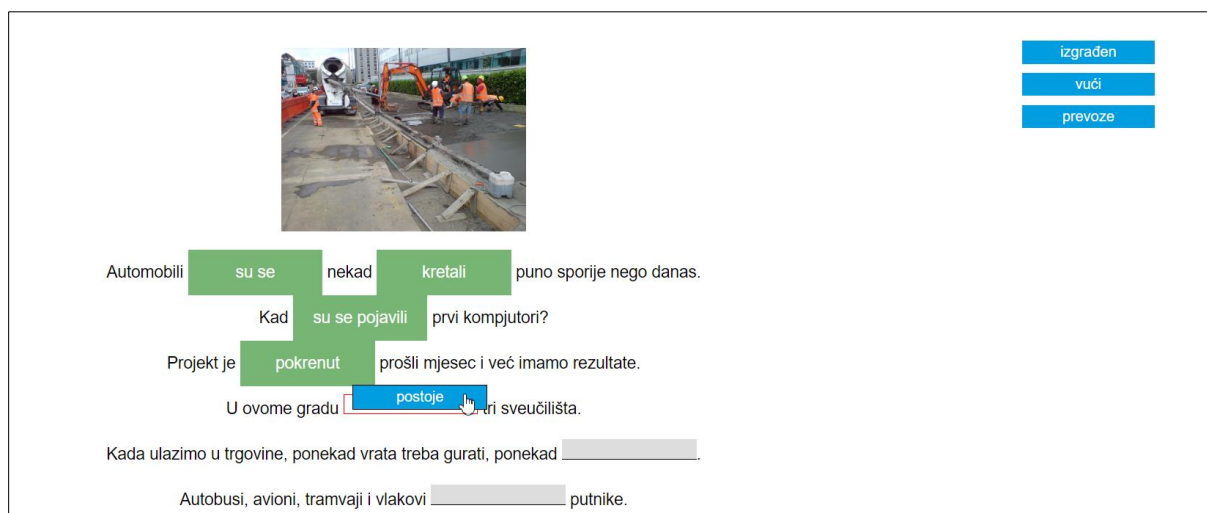 izgrađen
vući
prevoze
Automobili su se nekad kretali puno sporije nego danas.
Kad su se pojavili prvi kompjutori?
Projekt je pokrenut prošli mjesec i već imamo rezultate.
U ovome gradu postoje tri sveučilišta.
Kada ulazimo u trgovine, ponekad vrata treba gurati, ponekad .
Autobusi, avioni, tramvaji i vlakovi putnike.